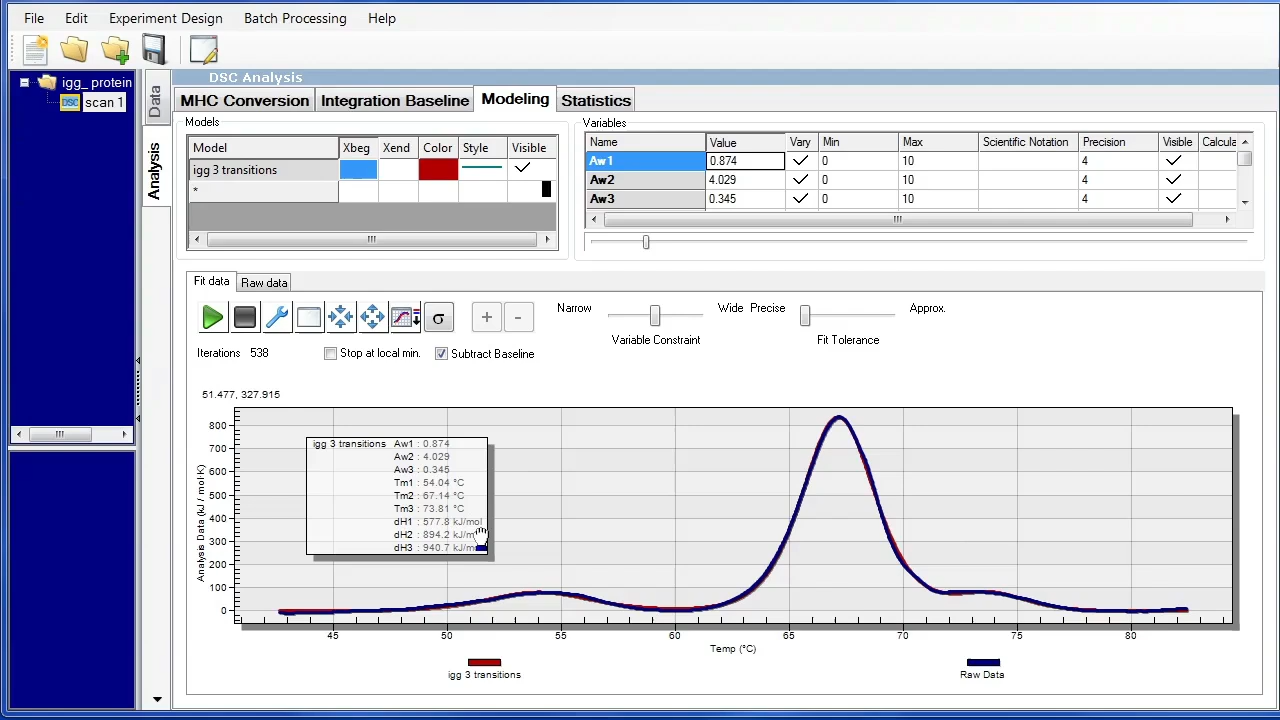 File Edit Experiment Design Batch Processing Help
DSC Analysis
igg_ protein
DSC scan 1
Data
Analysis
MHC Conversion Integration Baseline Modeling Statistics
Models
Model Xbeg Xend Color Style Visible
igg 3 transitions
*
Variables
Name Value Vary Min Max Scientific Notation Precision Visible Calcula
Aw1 0.874 0 10 4
Aw2 4.029 0 10 4
Aw3 0.345 0 10 4
Fit data Raw data
σ + -
Narrow Wide Precise Approx.
Variable Constraint Fit Tolerance
Iterations 538 Stop at local min. Subtract Baseline
51.477, 327.915
Analysis Data (kJ / mol·K)
800
700
600
500
400
300
200
100
0
igg 3 transitions Aw1 : 0.874
Aw2 : 4.029
Aw3 : 0.345
Tm1 : 54.04 °C
Tm2 : 67.14 °C
Tm3 : 73.81 °C
dH1 : 577.8 kJ/mol
dH2 : 894.2 kJ/m
dH3 : 940.7 kJ/m
45 50 55 60 65 70 75 80
Temp (°C)
igg 3 transitions Raw Data